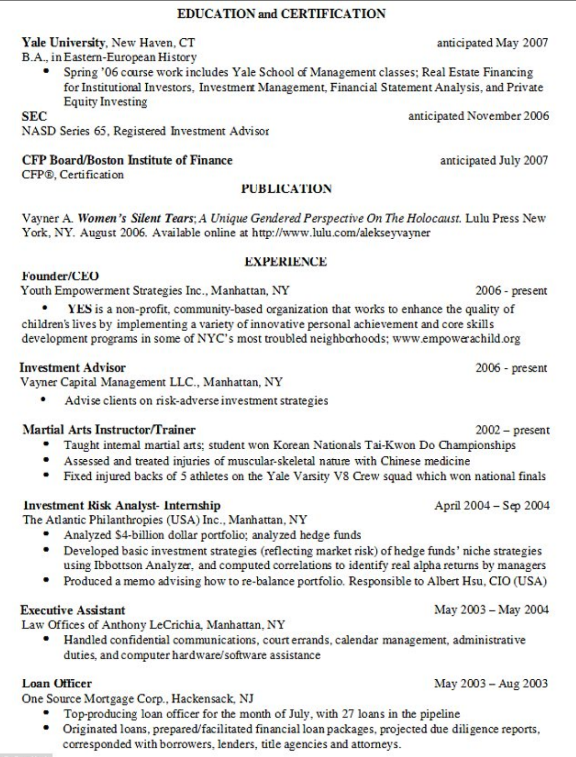 EDUCATION and CERTIFICATION
Yale University, New Haven, CT anticipated May 2007
B.A., in Eastern-European History
• Spring '06 course work includes Yale School of Management classes; Real Estate Financing
for Institutional Investors, Investment Management, Financial Statement Analysis, and Private
Equity Investing
SEC anticipated November 2006
NASD Series 65, Registered Investment Advisor
CFP Board/Boston Institute of Finance anticipated July 2007
CFP®, Certification
PUBLICATION
Vayner A. Women's Silent Tears; A Unique Gendered Perspective On The Holocaust. Lulu Press New
York, NY. August 2006. Available online at http://www.lulu.com/alekseyvayner
EXPERIENCE
Founder/CEO
Youth Empowerment Strategies Inc., Manhattan, NY 2006 - present
• YES is a non-profit, community-based organization that works to enhance the quality of
children's lives by implementing a variety of innovative personal achievement and core skills
development programs in some of NYC's most troubled neighborhoods; www.empowerachild.org
Investment Advisor 2006 - present
Vayner Capital Management LLC., Manhattan, NY
• Advise clients on risk-adverse investment strategies
Martial Arts Instructor/Trainer 2002 – present
• Taught internal martial arts; student won Korean Nationals Tai-Kwon Do Championships
• Assessed and treated injuries of muscular-skeletal nature with Chinese medicine
• Fixed injured backs of 5 athletes on the Yale Varsity V8 Crew squad which won national finals
Investment Risk Analyst- Internship April 2004 – Sep 2004
The Atlantic Philanthropies (USA) Inc., Manhattan, NY
• Analyzed $4-billion dollar portfolio; analyzed hedge funds
• Developed basic investment strategies (reflecting market risk) of hedge funds' niche strategies
using Ibbottson Analyzer, and computed correlations to identify real alpha returns by managers
• Produced a memo advising how to re-balance portfolio. Responsible to Albert Hsu, CIO (USA)
Executive Assistant May 2003 – May 2004
Law Offices of Anthony LeCrichia, Manhattan, NY
• Handled confidential communications, court errands, calendar management, administrative
duties, and computer hardware/software assistance
Loan Officer May 2003 – Aug 2003
One Source Mortgage Corp., Hackensack, NJ
• Top-producing loan officer for the month of July, with 27 loans in the pipeline
• Originated loans, prepared/facilitated financial loan packages, projected due diligence reports,
corresponded with borrowers, lenders, title agencies and attorneys.